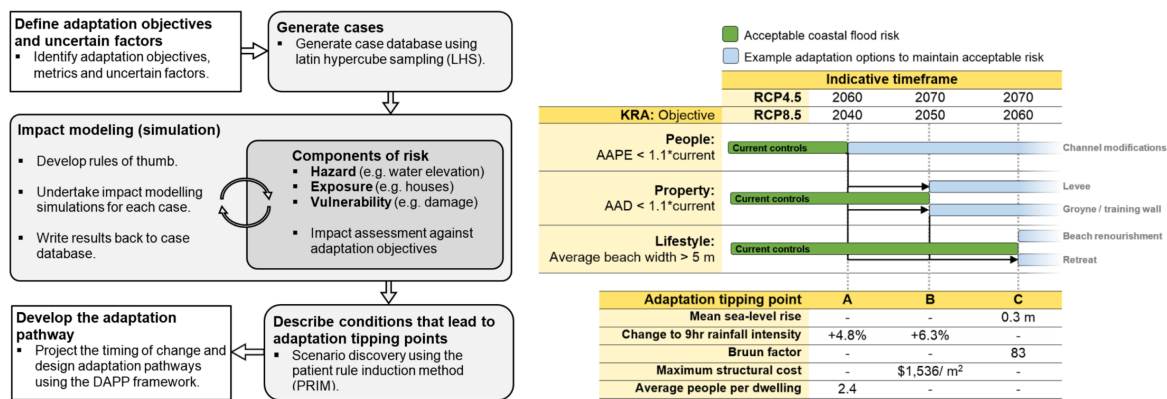 Define adaptation objectives
and uncertain factors
▪ Identify adaptation objectives,
metrics and uncertain factors.
Generate cases
▪ Generate case database using
latin hypercube sampling (LHS).
Impact modeling (simulation)
▪ Develop rules of thumb.
▪ Undertake impact modelling
simulations for each case.
▪ Write results back to case
database.
Components of risk
▪ Hazard (e.g. water elevation)
▪ Exposure (e.g. houses)
▪ Vulnerability (e.g. damage)
▪ Impact assessment against
adaptation objectives
Develop the adaptation
pathway
▪ Project the timing of change and
design adaptation pathways
using the DAPP framework.
Describe conditions that lead to
adaptation tipping points
▪ Scenario discovery using the
patient rule induction method
(PRIM).
Acceptable coastal flood risk
Example adaptation options to maintain acceptable risk
Indicative timeframe
RCP4.5 2060 2070 2070
KRA: Objective RCP8.5 2040 2050 2060
People:
AAPE < 1.1*current
Current controls
Channel modifications
Property:
AAD < 1.1*current
Current controls
Levee
Groyne / training wall
Lifestyle:
Average beach width > 5 m
Current controls
Beach renourishment
Retreat
Adaptation tipping point A B C
Mean sea-level rise - - 0.3 m
Change to 9hr rainfall intensity +4.8% +6.3% -
Bruun factor - - 83
Maximum structural cost - $1,536/ m²  -
Average people per dwelling 2.4 - -